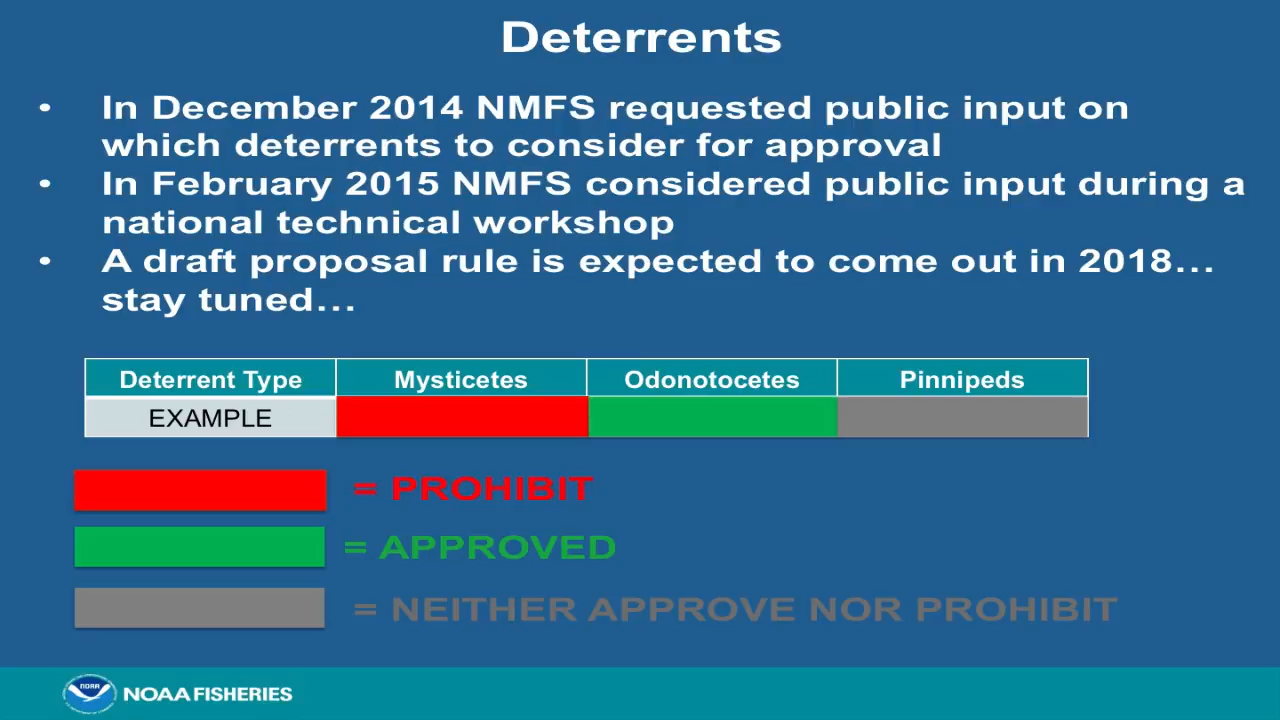 Deterrents
• In December 2014 NMFS requested public input on
which deterrents to consider for approval
• In February 2015 NMFS considered public input during a
national technical workshop
• A draft proposal rule is expected to come out in 2018…
stay tuned…
Deterrent Type Mysticetes Odonotocetes Pinnipeds
EXAMPLE
= PROHIBIT
= APPROVED
= NEITHER APPROVE NOR PROHIBIT
NOAA NOAA FISHERIES